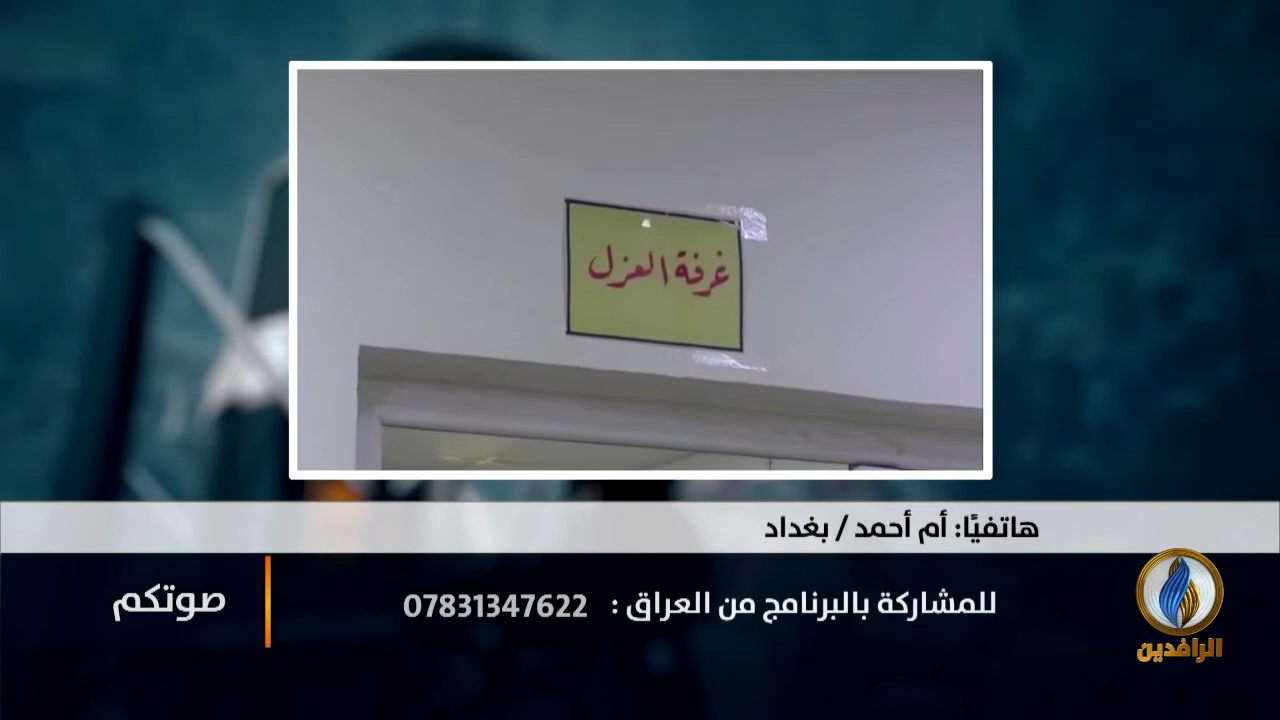 غرفة العزل
هاتفيًا: أم أحمد / بغداد
للمشاركة بالبرنامج من العراق : 07831347622
صوتكم
الرافدين